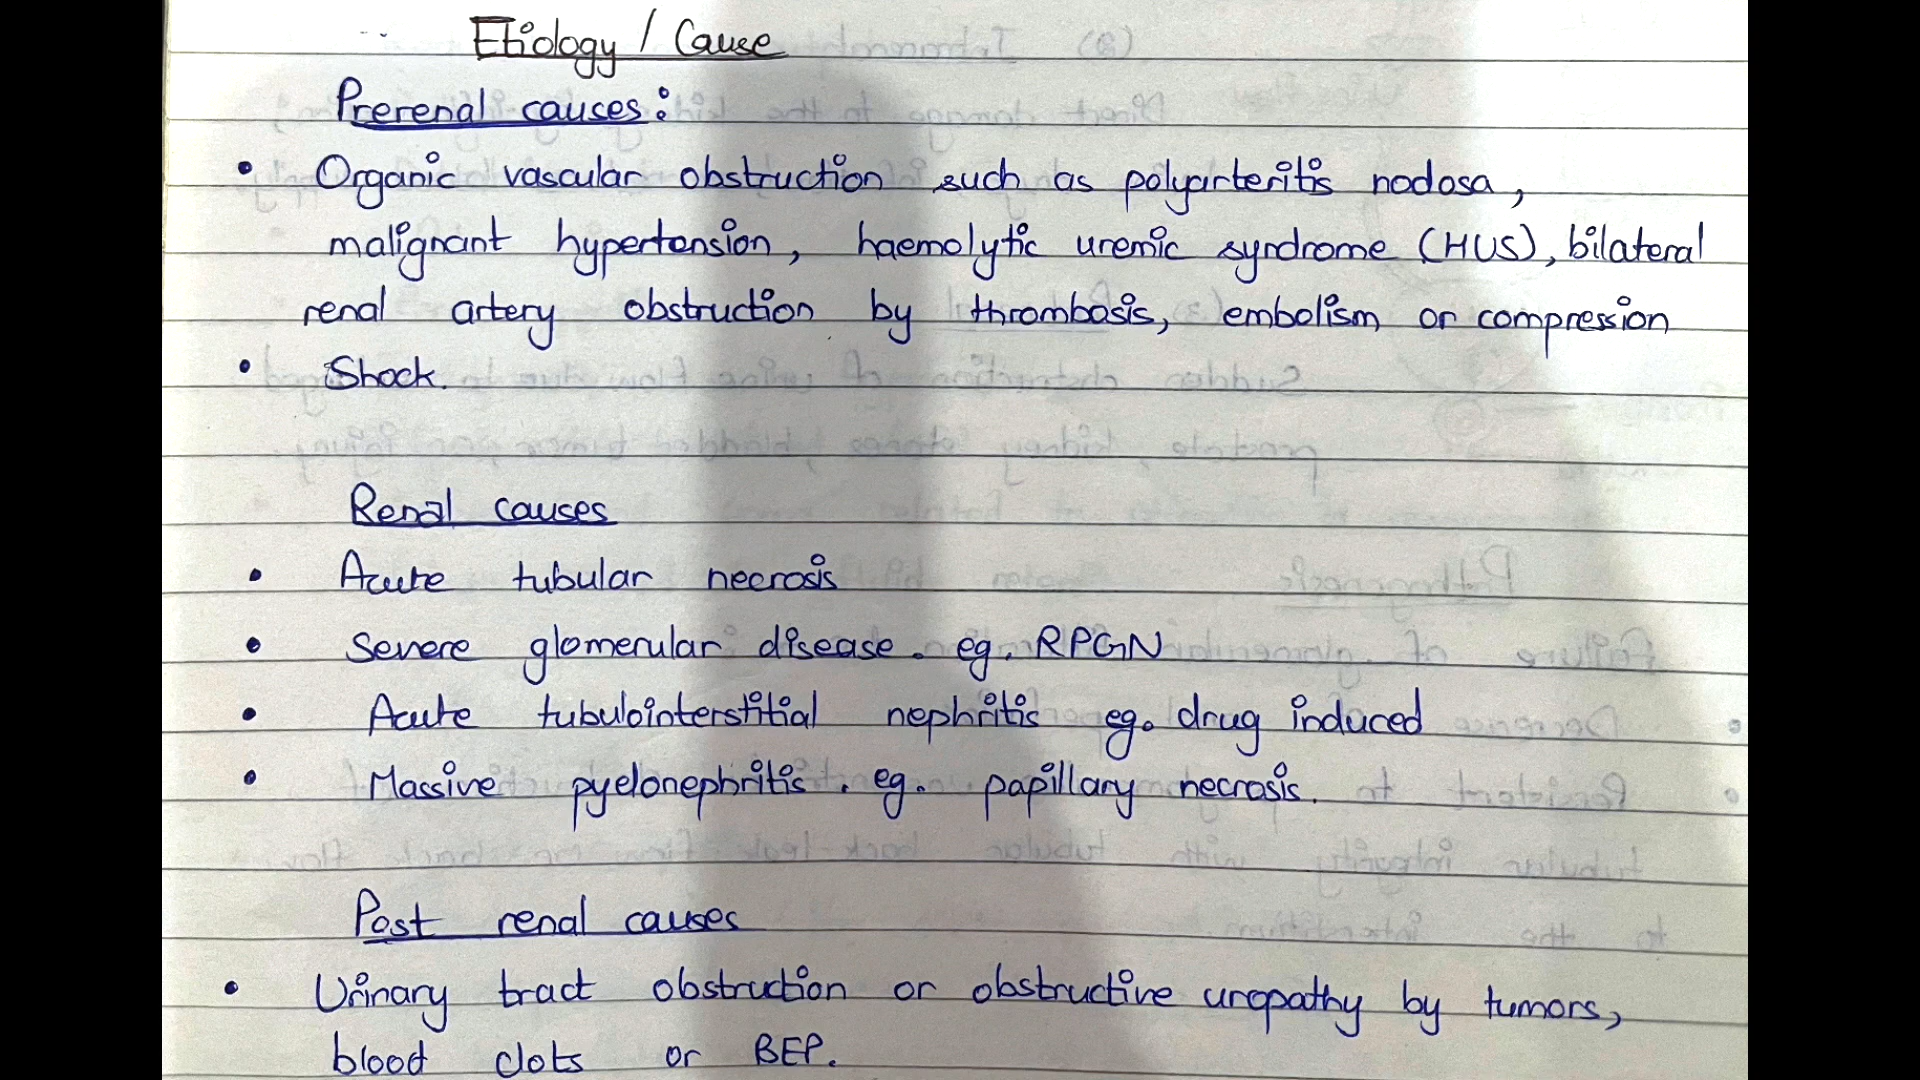 Etiology / Cause
Prerenal causes:
• Organic vascular obstruction such as polyarteritis nodosa,
malignant hypertension, haemolytic uremic syndrome (HUS), bilateral
renal artery obstruction by thrombosis, embolism or compression
• Shock.
Renal causes
• Acute tubular necrosis
• Severe glomerular disease. eg. RPGN
• Acute tubulointerstitial nephritis eg. drug induced
• Massive pyelonephritis. eg. papillary necrosis.
Post renal causes
• Urinary tract obstruction or obstructive uropathy by tumors,
blood clots or BEP.